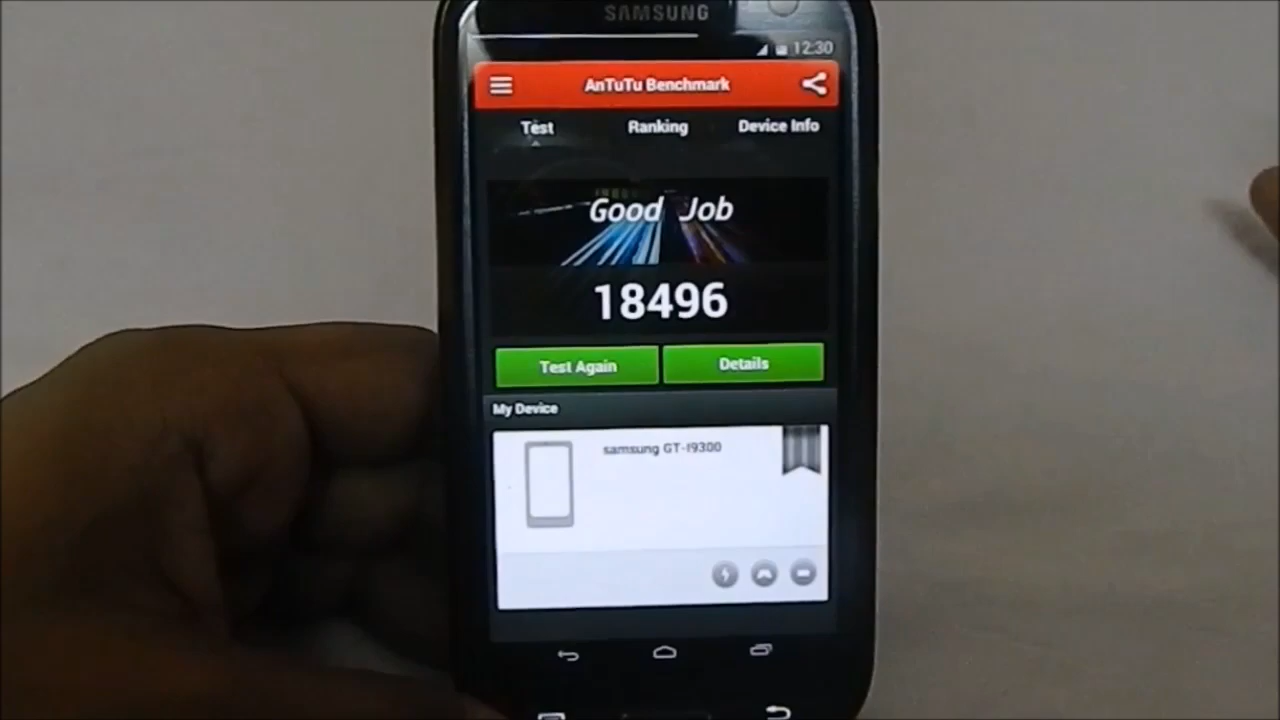 SAMSUNG
12:30
AnTuTu Benchmark
Test Ranking Device Info
Good Job
18496
Test Again Details
My Device
samsung GT-I9300